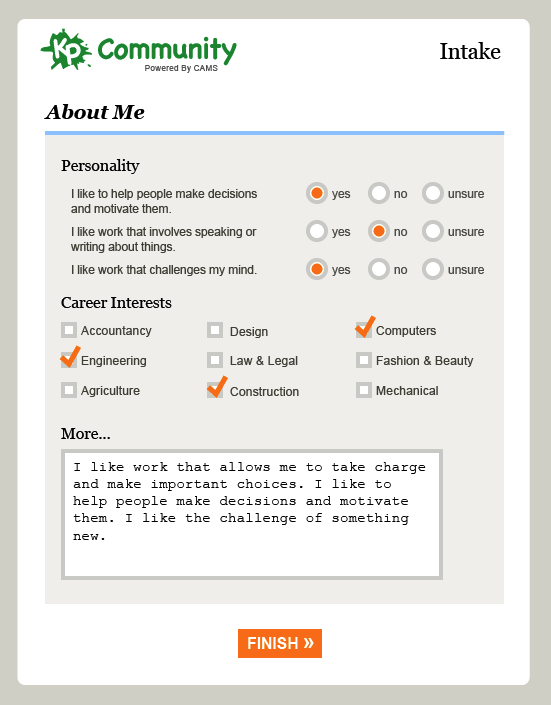 KP Community Intake
Powered By CAMS
About Me
Personality
I like to help people make decisions yes no unsure
and motivate them.
I like work that involves speaking or yes no unsure
writing about things.
I like work that challenges my mind. yes no unsure
Career Interests
Accountancy Design Computers
Engineering Law & Legal Fashion & Beauty
Agriculture Construction Mechanical
More...
I like work that allows me to take charge
and make important choices. I like to
help people make decisions and motivate
them. I like the challenge of something
new.
FINISH »